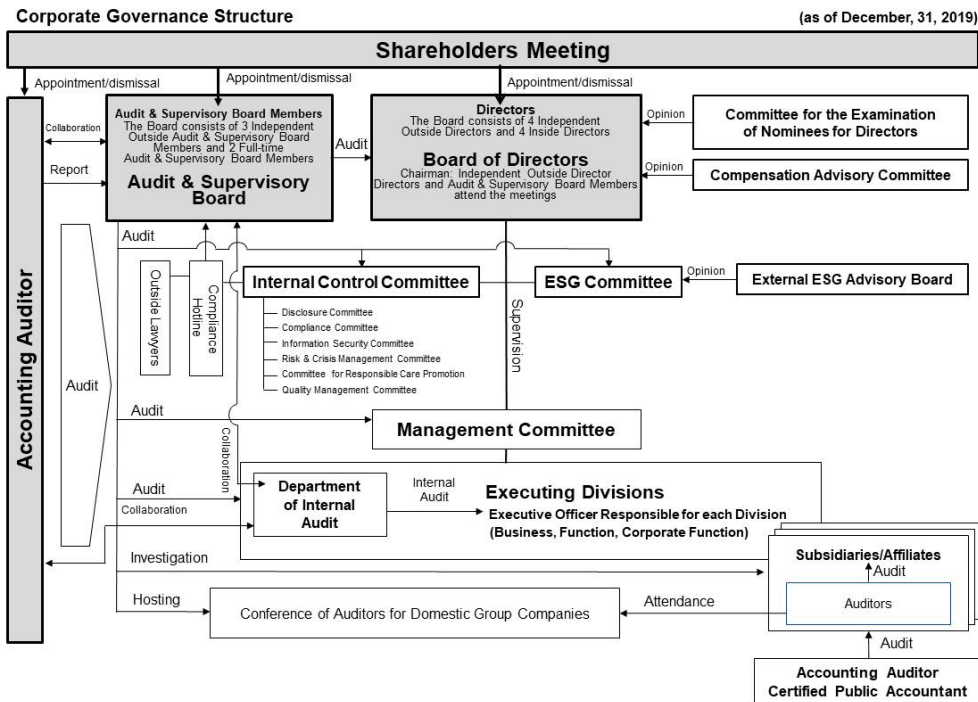 Corporate Governance Structure
(as of December, 31, 2019)
Shareholders Meeting
Appointment/dismissal
Appointment/dismissal
Appointment/dismissal
Accounting Auditor
Collaboration
Report
Audit & Supervisory Board Members
The Board consists of 3 Independent
Outside Audit & Supervisory Board
Members and 2 Full-time
Audit & Supervisory Board Members
Audit & Supervisory
Board
Audit
Directors
The Board consists of 4 Independent
Outside Directors and 4 Inside Directors
Board of Directors
Chairman: Independent Outside Director
Directors and Audit & Supervisory Board Members
attend the meetings
Opinion
Committee for the Examination
of Nominees for Directors
Opinion
Compensation Advisory Committee
Audit
Audit
Outside Lawyers
Compliance
Hotline
Internal Control Committee
Disclosure Committee
Compliance Committee
Information Security Committee
Risk & Crisis Management Committee
Committee for Responsible Care Promotion
Quality Management Committee
Supervision
ESG Committee
Opinion
External ESG Advisory Board
Audit
Management Committee
Collaboration
Audit
Collaboration
Department
of Internal
Audit
Internal
Audit
Executing Divisions
Executive Officer Responsible for each Division
(Business, Function, Corporate Function)
Investigation
Subsidiaries/Affiliates
Audit
Auditors
Hosting
Conference of Auditors for Domestic Group Companies
Attendance
Audit
Accounting Auditor
Certified Public Accountant